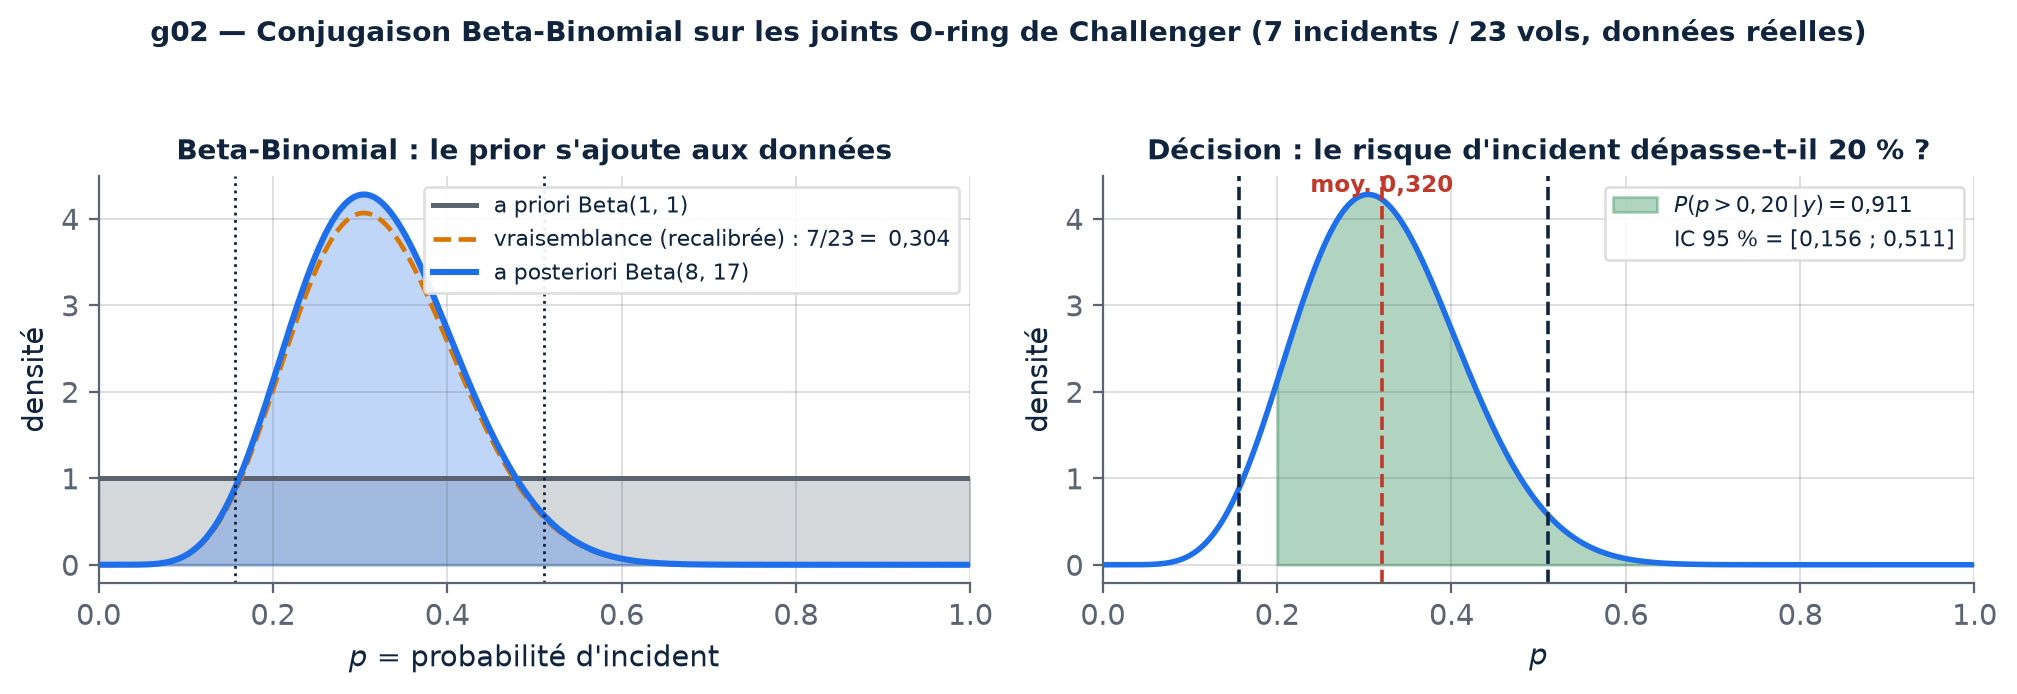 g02 — Conjugaison Beta-Binomial sur les joints O-ring de Challenger (7 incidents / 23 vols, données réelles)
Beta-Binomial : le prior s'ajoute aux données
densité
4
3
2
1
0
0.0 0.2 0.4 0.6 0.8 1.0
p = probabilité d'incident
a priori Beta(1, 1)
vraisemblance (recalibrée) : 7/23 = 0,304
a posteriori Beta(8, 17)
Décision : le risque d'incident dépasse-t-il 20 % ?
moy. 0,320
densité
4
3
2
1
0
0.0 0.2 0.4 0.6 0.8 1.0
p
P(p > 0, 20 | y) = 0,911
IC 95 % = [0,156 ; 0,511]